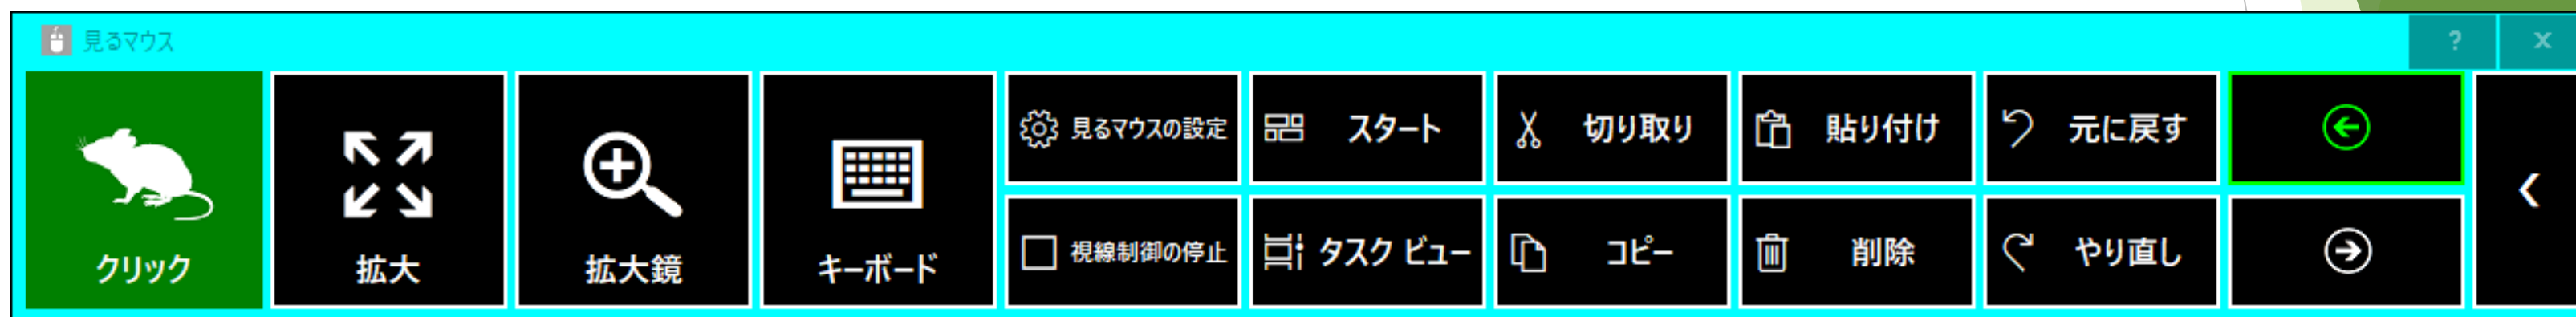 見るマウス
?
x
クリック
拡大
拡大鏡
キーボード
見るマウスの設定
スタート
切り取り
貼り付け
元に戻す
視線制御の停止
タスク ビュー
コピー
削除
やり直し